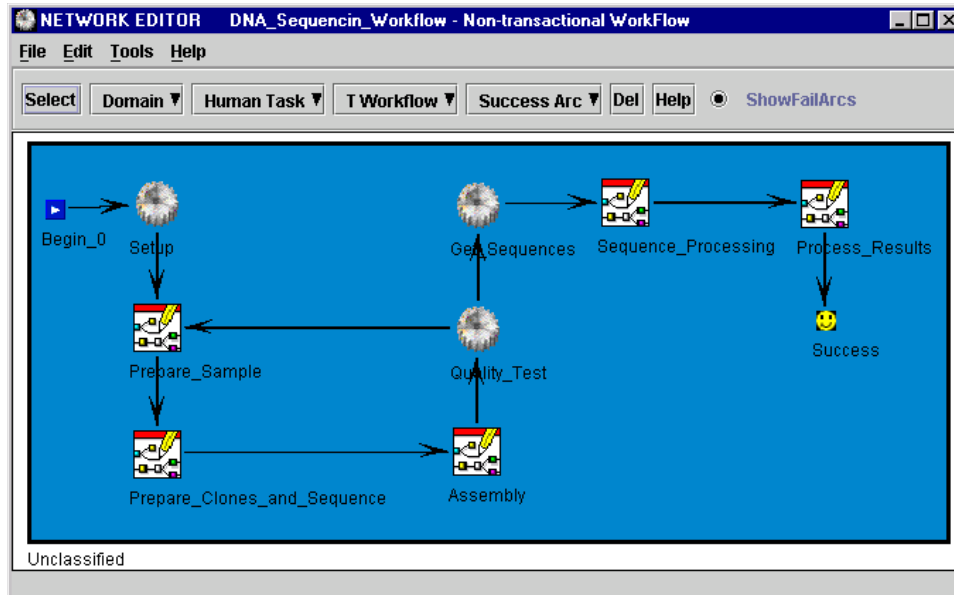 NETWORK EDITOR DNA_Sequencin_Workflow - Non-transactional WorkFlow
File Edit Tools Help
Select Domain Human Task T Workflow Success Arc Del Help ShowFailArcs
Begin_0 Setup Get_Sequences Sequence_Processing Process_Results
Prepare_Sample Quality_Test Success
Prepare_Clones_and_Sequence Assembly
Unclassified